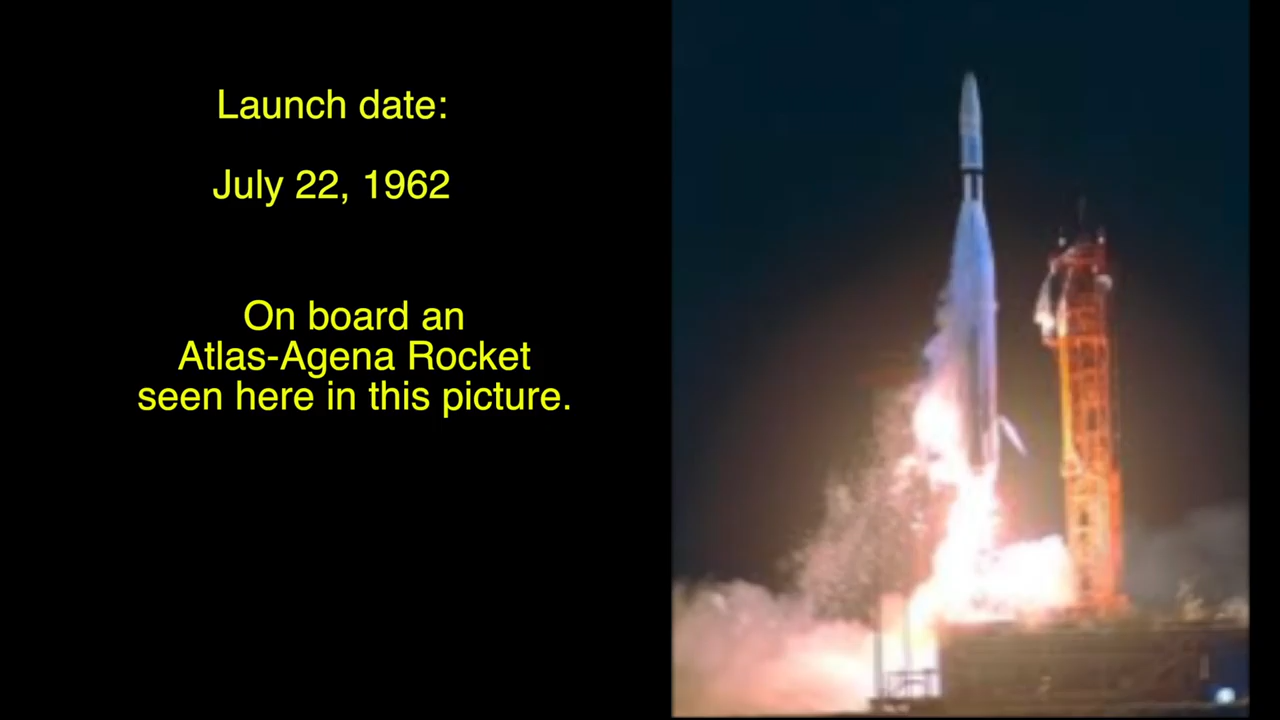 Launch date:
July 22, 1962
On board an
Atlas-Agena Rocket
seen here in this picture.